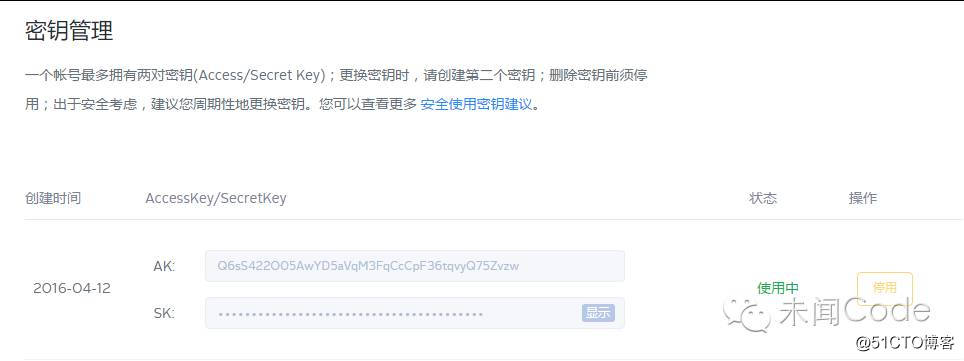 密钥管理
一个帐号最多拥有两对密钥(Access/Secret Key)；更换密钥时，请创建第二个密钥；删除密钥前须停
用；出于安全考虑，建议您周期性地更换密钥。您可以查看更多 安全使用密钥建议。
创建时间 AccessKey/SecretKey 状态 操作
AK: Q6sS422O05AwYD5aVqM3FqCcCpF36tqvyQ75Zvzw
2016-04-12 使用中 停用
SK: •••••••••••••••••••••••••••••••••••••••• 显示
未闻Code
@51CTO博客